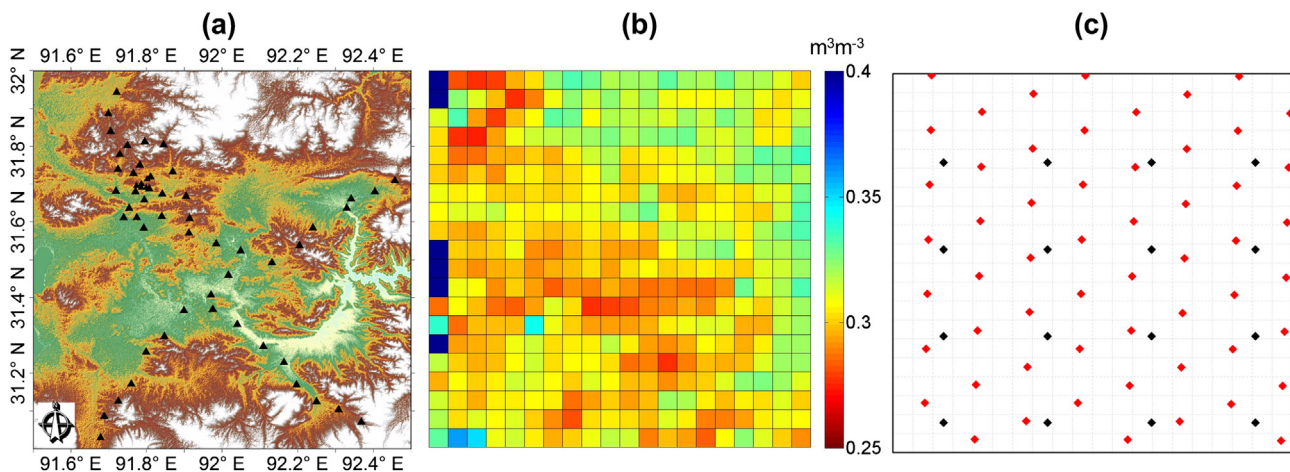 (a)
(b)
(c)
91.6° E 91.8° E 92° E 92.2° E 92.4° E
m³m⁻³
32° N
31.8° N
31.6° N
31.4° N
31.2° N
0.4
0.35
0.3
0.25
91.6° E 91.8° E 92° E 92.2° E 92.4° E